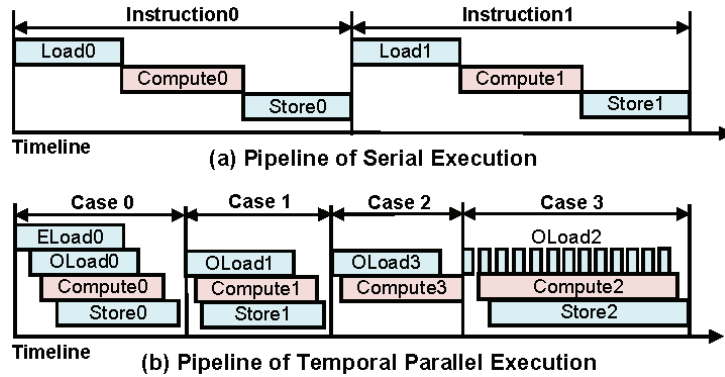 Instruction0 Instruction1
Load0 Load1
Compute0 Compute1
Store0 Store1
Timeline
(a) Pipeline of Serial Execution
Case 0 Case 1 Case 2 Case 3
ELoad0 OLoad2
OLoad0 OLoad1 OLoad3
Compute0 Compute1 Compute3 Compute2
Store0 Store1 Store2
Timeline
(b) Pipeline of Temporal Parallel Execution